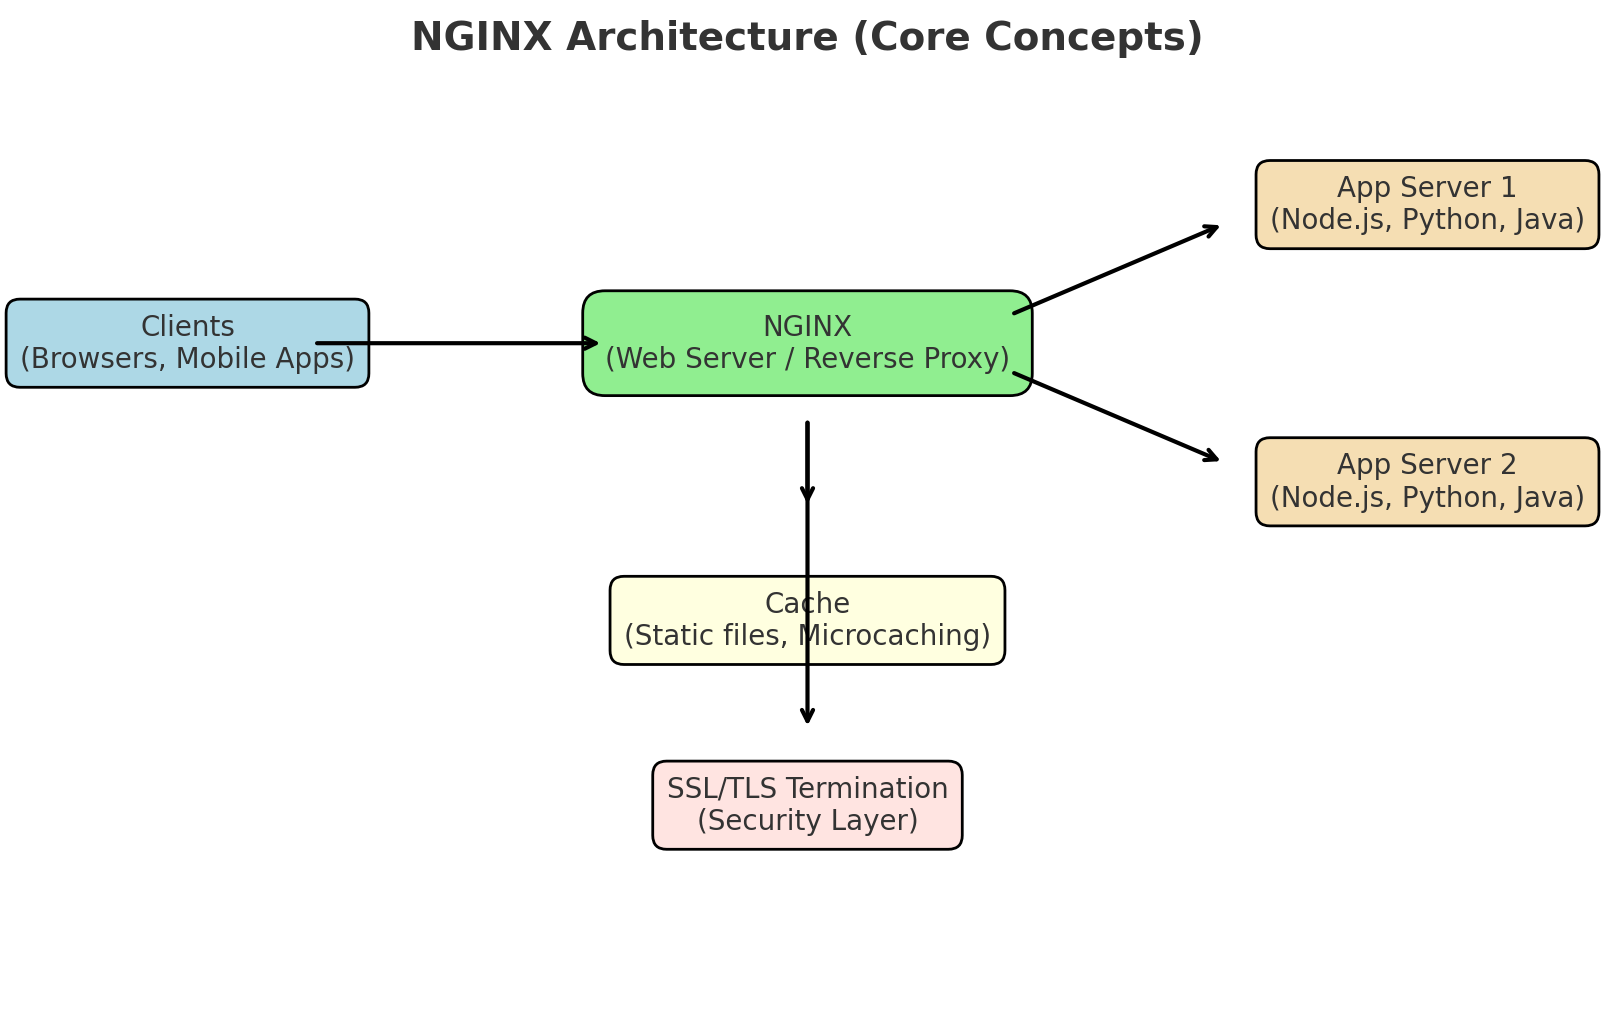 NGINX Architecture (Core Concepts)
App Server 1
(Node.js, Python, Java)
Clients
(Browsers, Mobile Apps)
NGINX
(Web Server / Reverse Proxy)
App Server 2
(Node.js, Python, Java)
Cache
(Static files, Microcaching)
SSL/TLS Termination
(Security Layer)